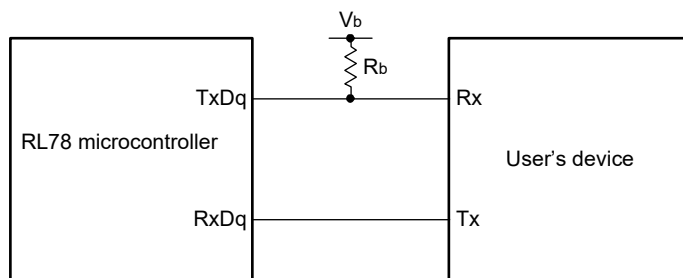 Vb
Rb
TxDq
Rx
RL78 microcontroller
User's device
RxDq
Tx